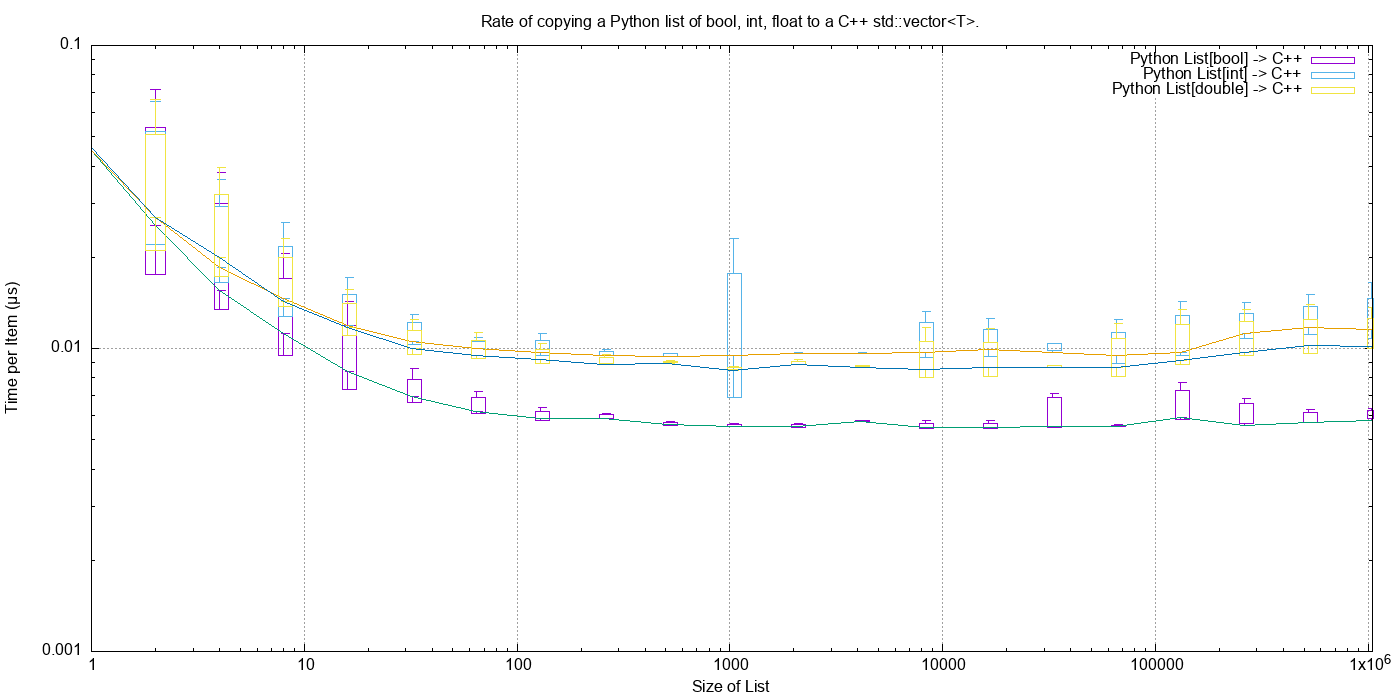 Rate of copying a Python list of bool, int, float to a C++ std::vector<T>.
0.1
Python List[bool] -> C++
Python List[int] -> C++
Python List[double] -> C++
Time per Item (µs)
0.01
0.001
1 10 100 1000 10000 100000 1x10⁶
Size of List